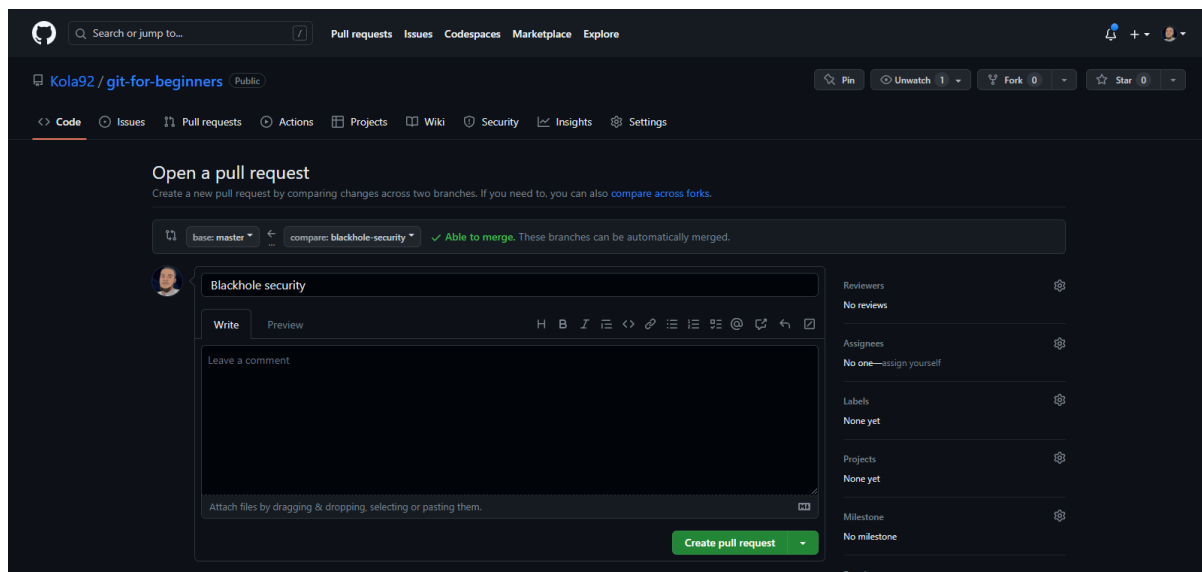 Search or jump to... / Pull requests Issues Codespaces Marketplace Explore
Kola92 / git-for-beginners Public Pin Unwatch 1 Fork 0 Star 0
<> Code Issues Pull requests Actions Projects Wiki Security Insights Settings
Open a pull request
Create a new pull request by comparing changes across two branches. If you need to, you can also compare across forks.
base: master ← ... compare: blackhole-security ✓ Able to merge. These branches can be automatically merged.
Blackhole security
Write Preview
Leave a comment
Attach files by dragging & dropping, selecting or pasting them.
Create pull request
Reviewers
No reviews
Assignees
No one—assign yourself
Labels
None yet
Projects
None yet
Milestone
No milestone